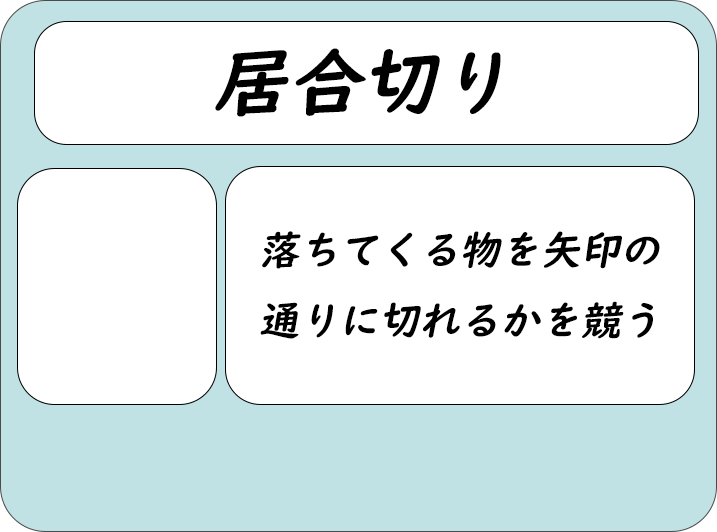 居合切り
落ちてくる物を矢印の
通りに切れるかを競う